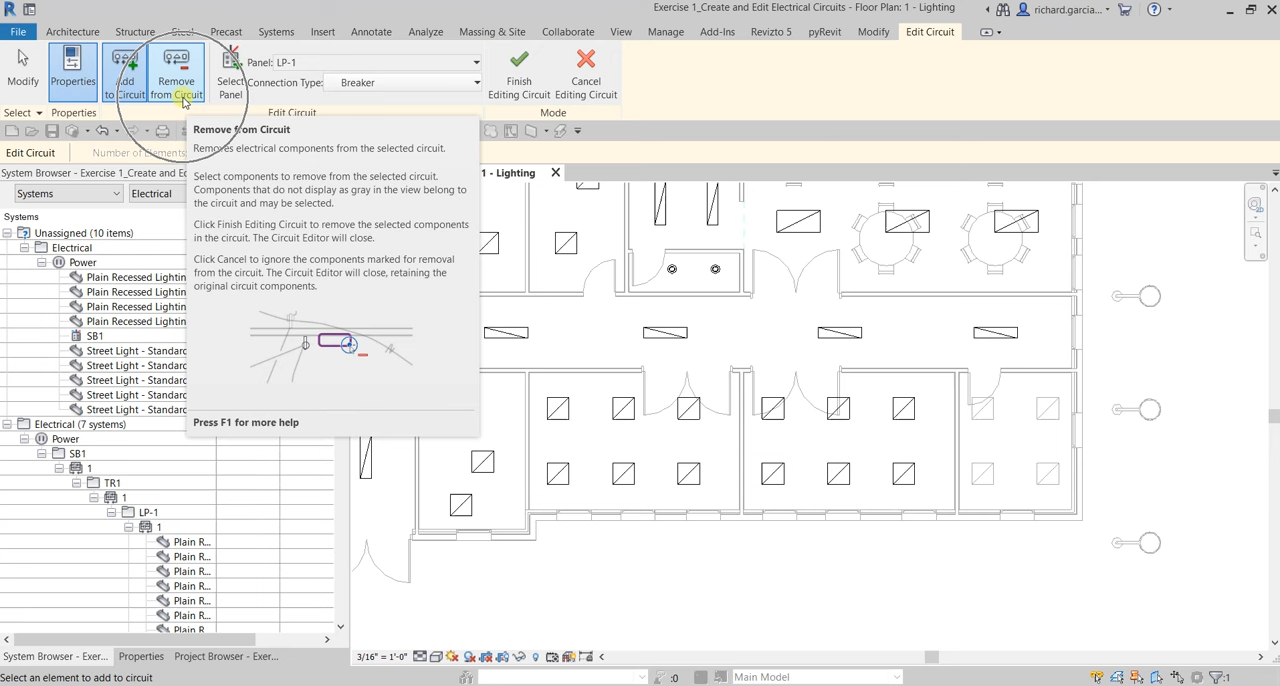 Exercise 1_Create and Edit Electrical Circuits - Floor Plan: 1 - Lighting
richard.garcia...
File Architecture Structure Steel Precast Systems Insert Annotate Analyze Massing & Site Collaborate View Manage Add-Ins Revizto 5 pyRevit Modify Edit Circuit
Modify
Properties
Add
to Circuit
Remove
from Circuit
Select
Panel
Panel: LP-1
Connection Type: Breaker
Finish
Editing Circuit
Cancel
Editing Circuit
Select Properties Edit Circuit Mode
Remove from Circuit
Edit Circuit Number of Elements
Removes electrical components from the selected circuit.
System Browser - Exercise 1_Create and Edit 1 - Lighting
Systems Electrical
Select components to remove from the selected circuit.
Components that do not display as gray in the view belong to
the circuit and may be selected.
Click Finish Editing Circuit to remove the selected components
in the circuit. The Circuit Editor will close.
Click Cancel to ignore the components marked for removal
from the circuit. The Circuit Editor will close, retaining the
original circuit components.
Press F1 for more help
Systems
Unassigned (10 items)
Electrical
Power
Plain Recessed Lightin
Plain Recessed Lightin
Plain Recessed Lightin
Plain Recessed Lightin
SB1
Street Light - Standard
Street Light - Standard
Street Light - Standard
Street Light - Standard
Street Light - Standard
Electrical (7 systems)
Power
SB1
1
TR1
1
LP-1
1
Plain R...
Plain R...
Plain R...
Plain R...
Plain R...
Plain R...
Plain R...
System Browser - Exer... Properties Project Browser - Exer...
3/16" = 1'-0"
Select an element to add to circuit
:0 Main Model :1